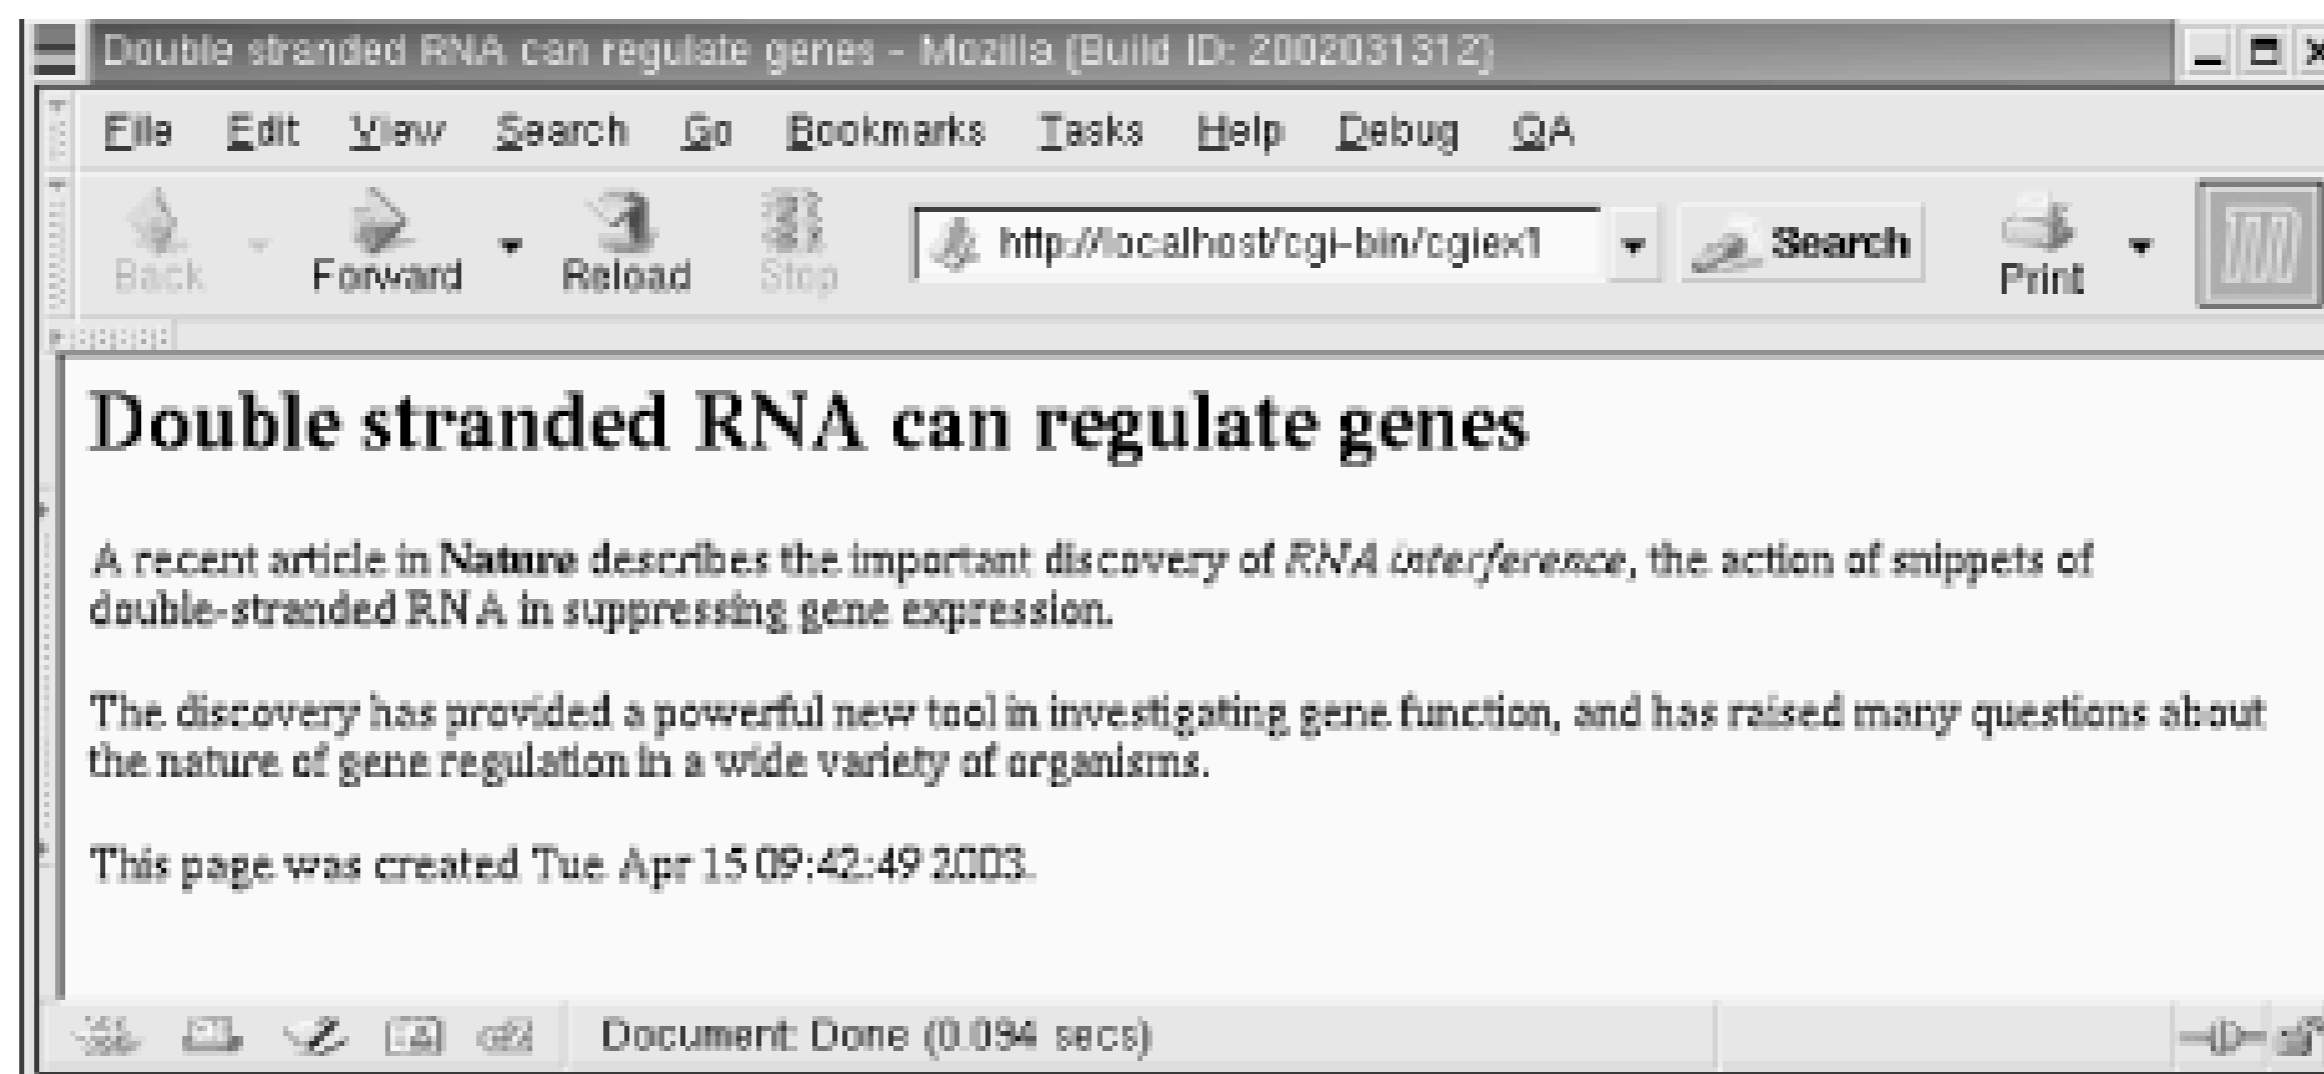 Double stranded RNA can regulate genes - Mozilla {Build ID: 2002031312}
File Edit View Search Go Bookmarks Tasks Help Debug QA
Back Forward Reload Stop http://localhost/cgi-bin/cgiex1 Search Print
Double stranded RNA can regulate genes
A recent article in Nature describes the important discovery of RNA interference, the action of snippets of
double-stranded RNA in suppressing gene expression.
The discovery has provided a powerful new tool in investigating gene function, and has raised many questions about
the nature of gene regulation in a wide variety of organisms.
This page was created Tue Apr 15 09:42:49 2003.
Document: Done (0.094 secs)